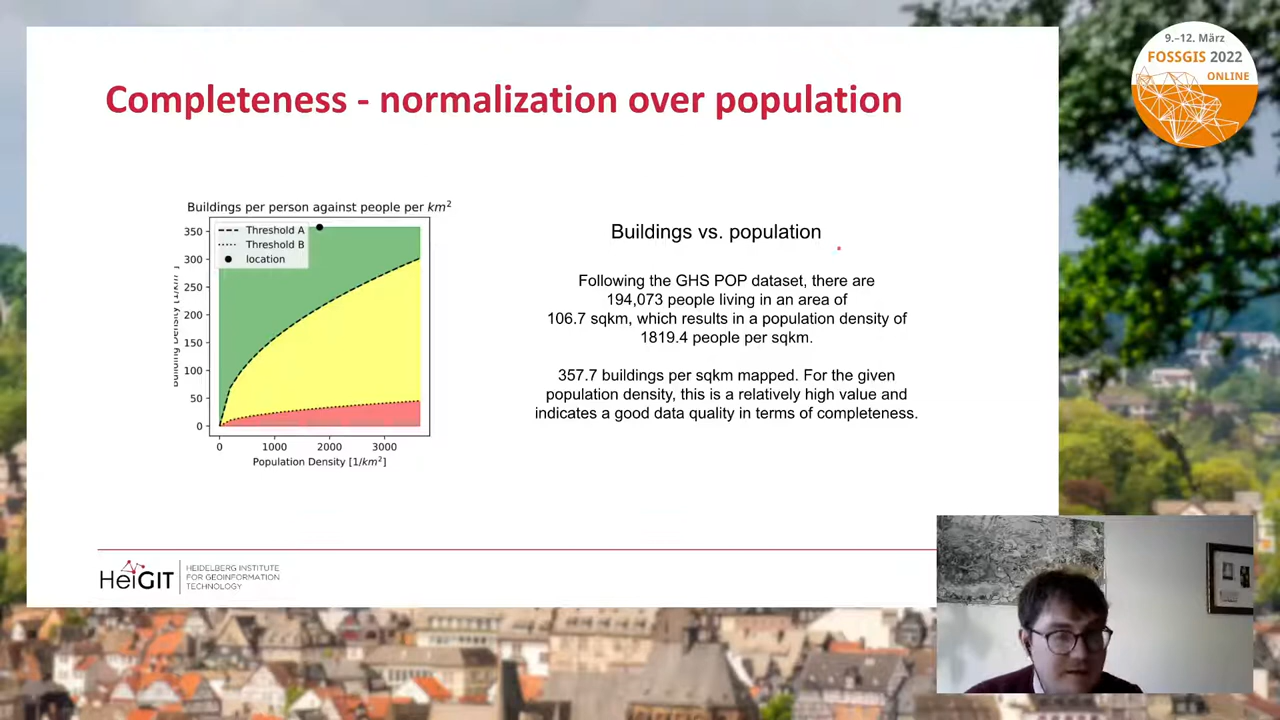 9.–12. März
FOSSGIS 2022
ONLINE
Completeness - normalization over population
Buildings per person against people per km²
Threshold A
Threshold B
location
350
300
250
200
150
100
50
0
0 1000 2000 3000
Population Density [1/km²]
Building Density [1/km²]
Buildings vs. population
Following the GHS POP dataset, there are
194,073 people living in an area of
106.7 sqkm, which results in a population density of
1819.4 people per sqkm.
357.7 buildings per sqkm mapped. For the given
population density, this is a relatively high value and
indicates a good data quality in terms of completeness.
HeiGIT
HEIDELBERG INSTITUTE
FOR GEOINFORMATION
TECHNOLOGY